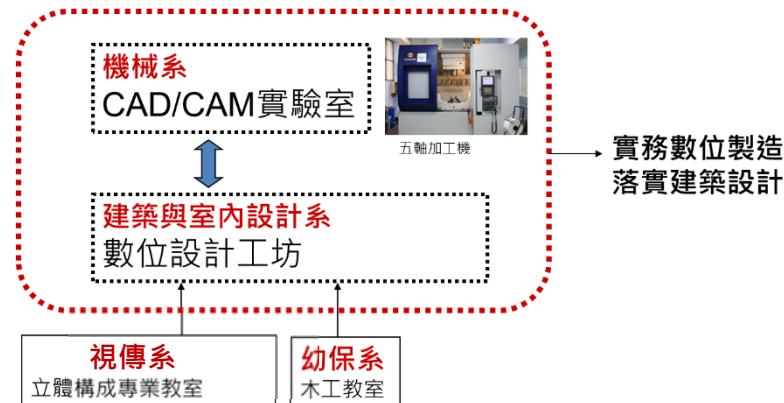 機械系
CAD/CAM實驗室
五軸加工機
實務數位製造
落實建築設計
建築與室內設計系
數位設計工坊
視傳系
立體構成專業教室
幼保系
木工教室